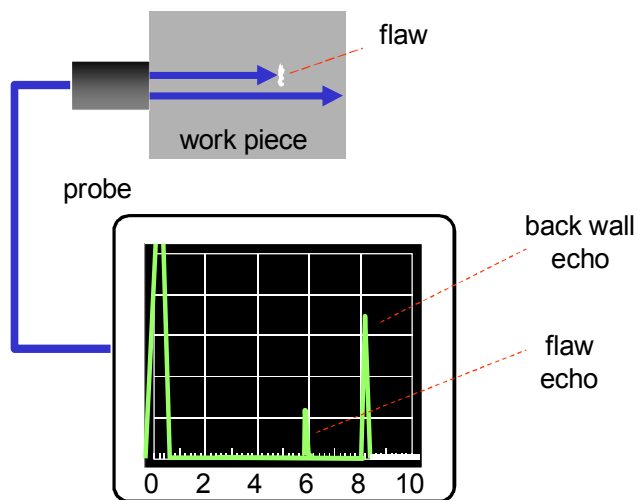 flaw
work piece
probe
back wall
echo
flaw
echo
0 2 4 6 8 10